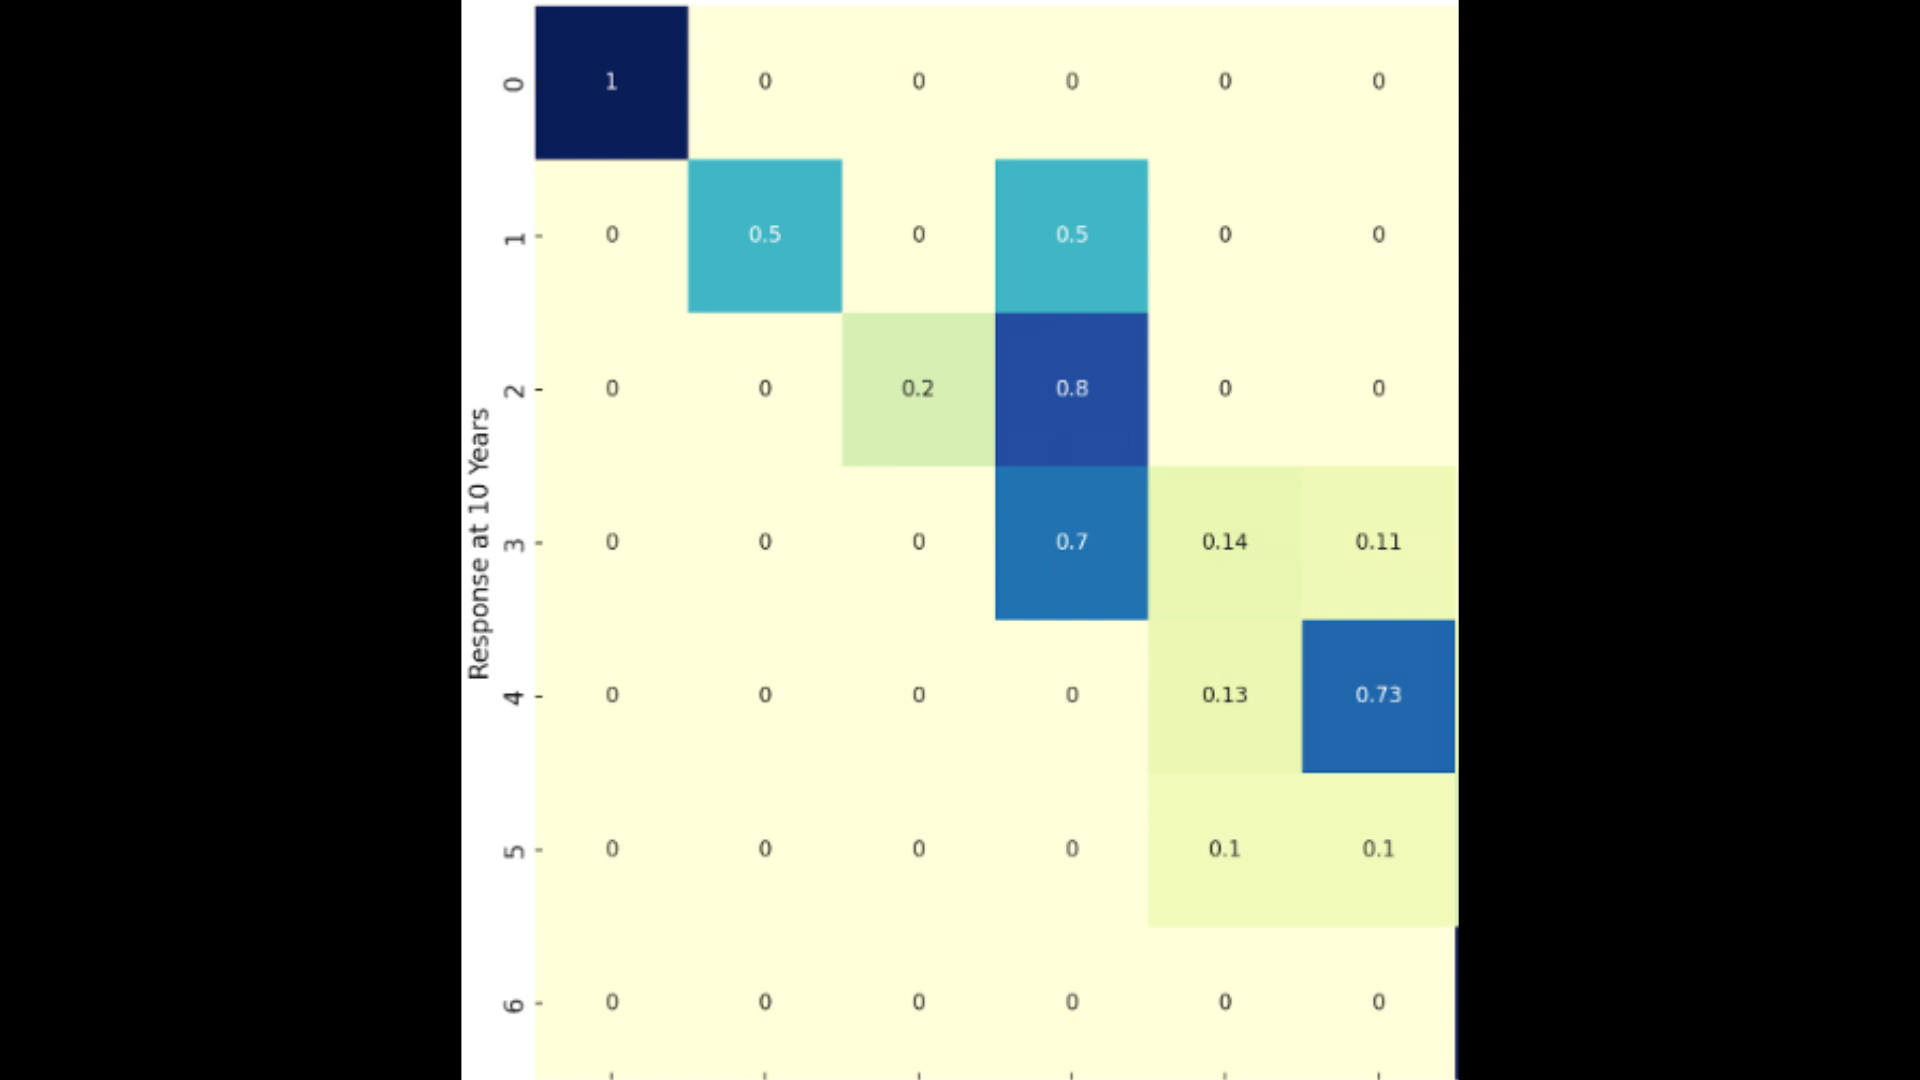 Response at 10 Years
0 1 0 0 0 0 0
1 0 0.5 0 0.5 0 0
2 0 0 0.2 0.8 0 0
3 0 0 0 0.7 0.14 0.11
4 0 0 0 0 0.13 0.73
5 0 0 0 0 0.1 0.1
6 0 0 0 0 0 0